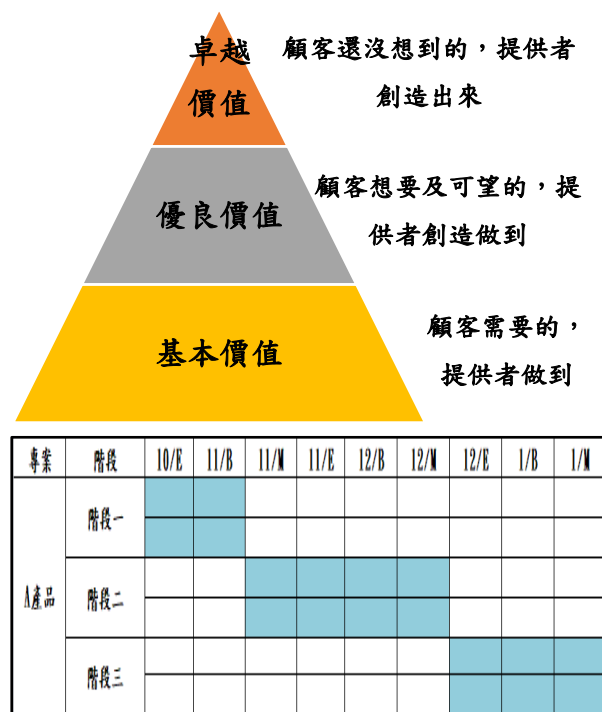 卓越
價值
顧客還沒想到的，提供者
創造出來
優良價值
顧客想要及可望的，提
供者創造做到
基本價值
顧客需要的，
提供者做到
專案 階段 10/E 11/B 11/M 11/E 12/B 12/M 12/E 1/B 1/M
A產品
階段一
階段二
階段三